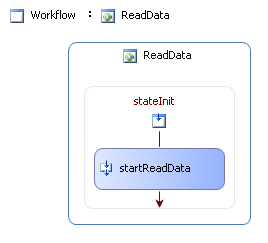 Workflow : ReadData
ReadData
stateInit
startReadData